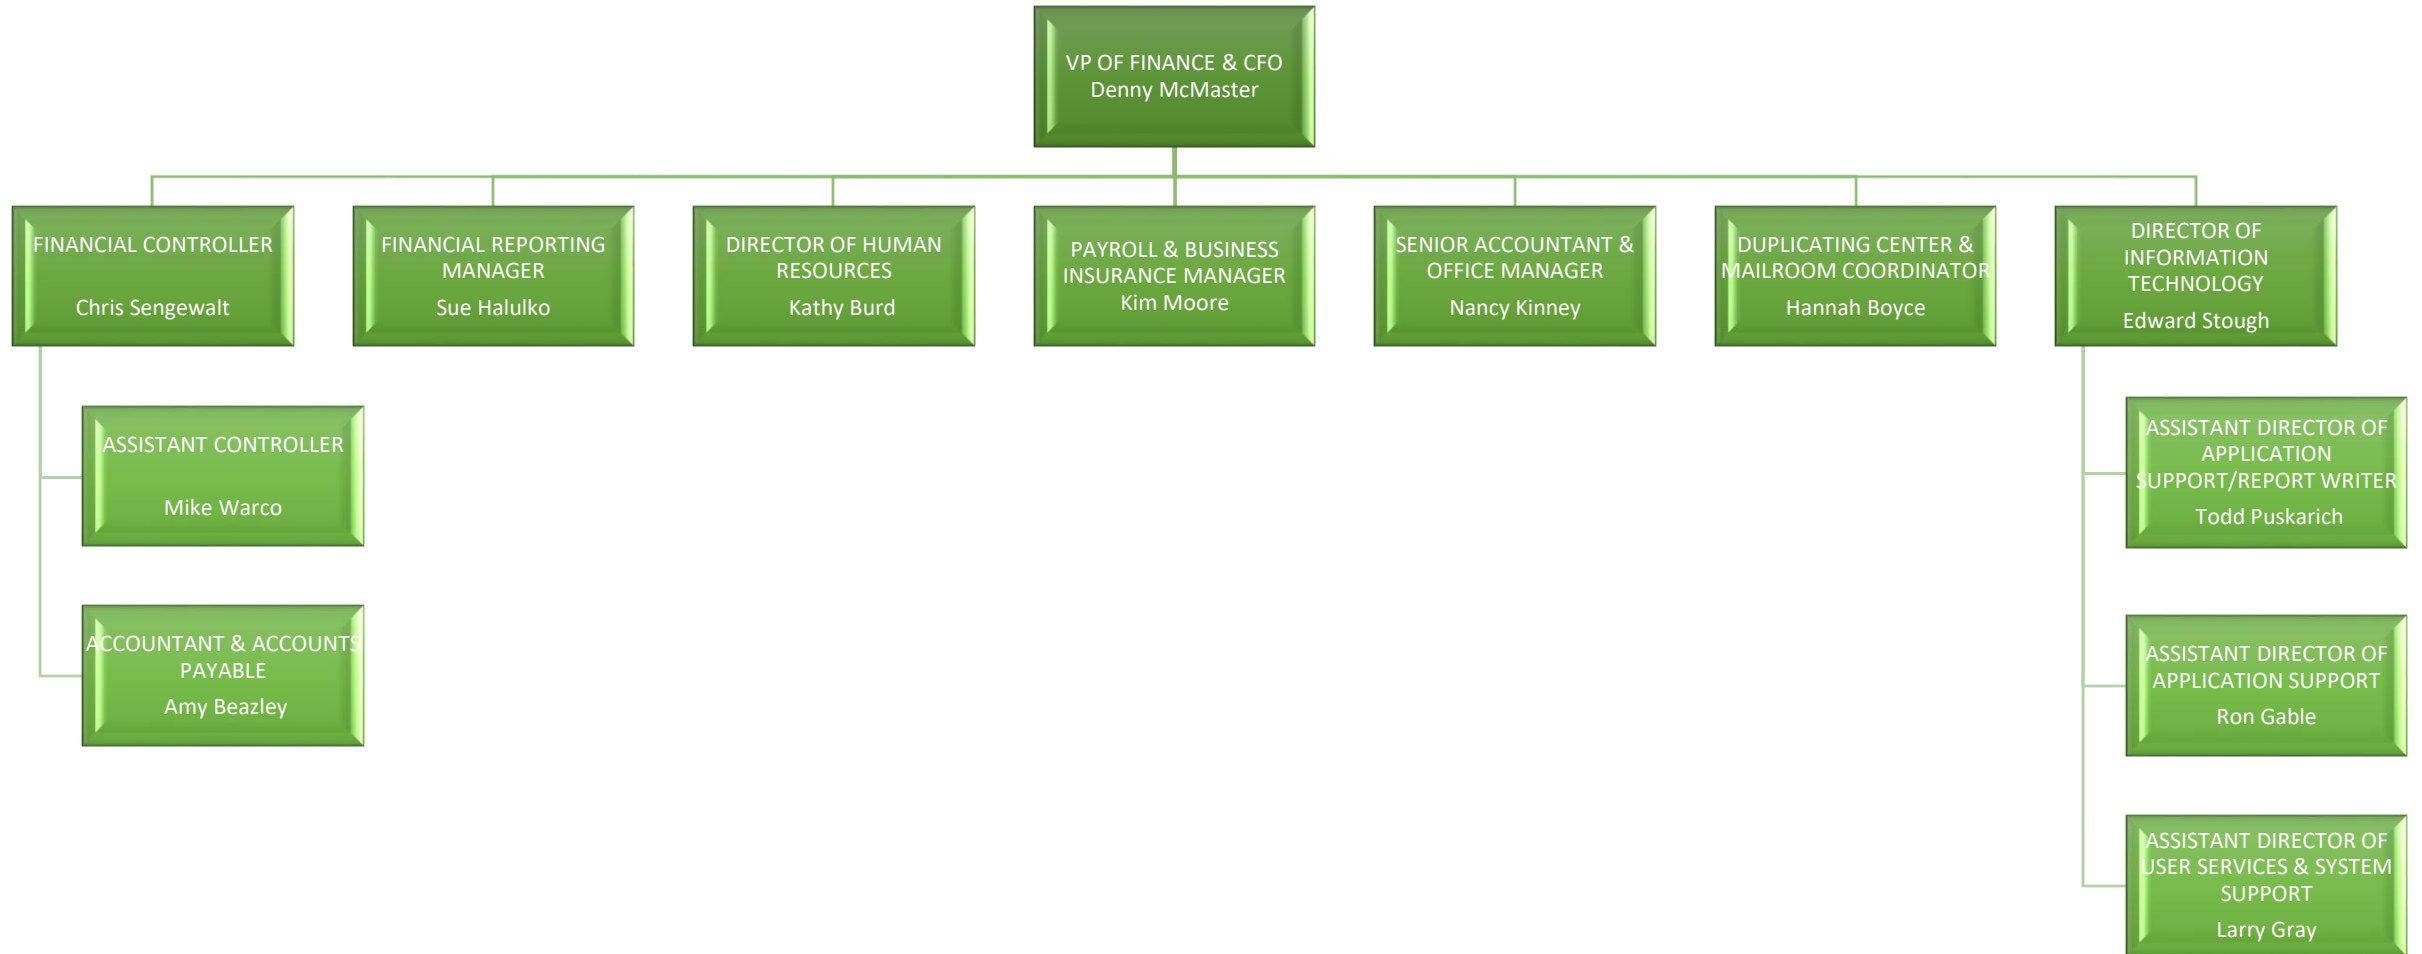 VP OF FINANCE & CFO
Denny McMaster
FINANCIAL CONTROLLER
Chris Sengewalt
FINANCIAL REPORTING
MANAGER
Sue Halulko
DIRECTOR OF HUMAN
RESOURCES
Kathy Burd
PAYROLL & BUSINESS
INSURANCE MANAGER
Kim Moore
SENIOR ACCOUNTANT &
OFFICE MANAGER
Nancy Kinney
DUPLICATING CENTER &
MAILROOM COORDINATOR
Hannah Boyce
DIRECTOR OF
INFORMATION
TECHNOLOGY
Edward Stough
ASSISTANT CONTROLLER
Mike Warco
ACCOUNTANT & ACCOUNTS
PAYABLE
Amy Beazley
ASSISTANT DIRECTOR OF
APPLICATION
SUPPORT/REPORT WRITER
Todd Puskarich
ASSISTANT DIRECTOR OF
APPLICATION SUPPORT
Ron Gable
ASSISTANT DIRECTOR OF
USER SERVICES & SYSTEM
SUPPORT
Larry Gray